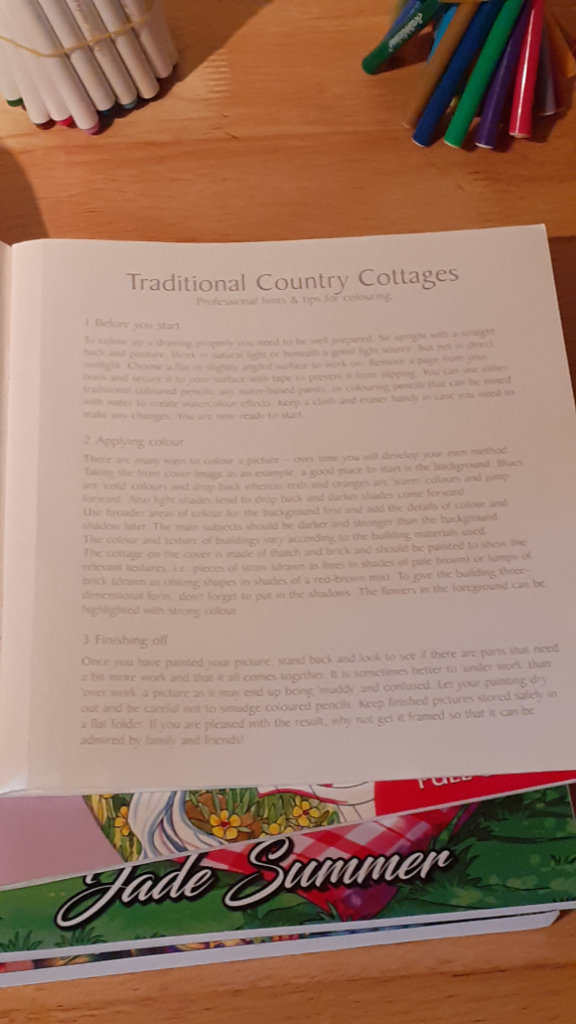 Traditional Country Cottages
Professional hints & tips for colouring
1 Before you start
To colour up a drawing properly you need to be well prepared. Sit upright with a straight
back and posture. Work in natural light or beneath a good light source, but not in direct
sunlight. Choose a flat or slightly angled surface to work on. Remove a page from your
book and secure it to your surface with tape to prevent it from slipping. You can use either
traditional coloured pencils, any water-based paints, or colouring pencils that can be mixed
with water to create watercolour effects. Keep a cloth and eraser handy in case you need to
make any changes. You are now ready to start.
2 Applying colour
There are many ways to colour a picture – over time you will develop your own method.
Taking the front cover image as an example, a good place to start is the background. Blues
are 'cold' colours and drop back whereas reds and oranges are 'warm' colours and jump
forward. Also light shades tend to drop back and darker shades come forward.
Use broader areas of colour for the background first and add the details of colour and
shadow later. The main subjects should be darker and stronger than the background.
The colour and texture of buildings vary according to the building materials used.
The cottage on the cover is made of thatch and brick and should be painted to show the
relevant textures, i.e. pieces of straw (drawn as lines in shades of pale brown) or lumps of
brick (drawn as oblong shapes in shades of a red-brown mix). To give the building three-
dimensional form, don't forget to put in the shadows. The flowers in the foreground can be
highlighted with strong colour.
3 Finishing off
Once you have painted your picture, stand back and look to see if there are parts that need
a bit more work and that it all comes together. It is sometimes better to 'under work' than
'over work' a picture as it may end up being 'muddy' and confused. Let your painting dry
out and be careful not to smudge coloured pencils. Keep finished pictures stored safely in
a flat folder. If you are pleased with the result, why not get it framed so that it can be
admired by family and friends!
Jade Summer